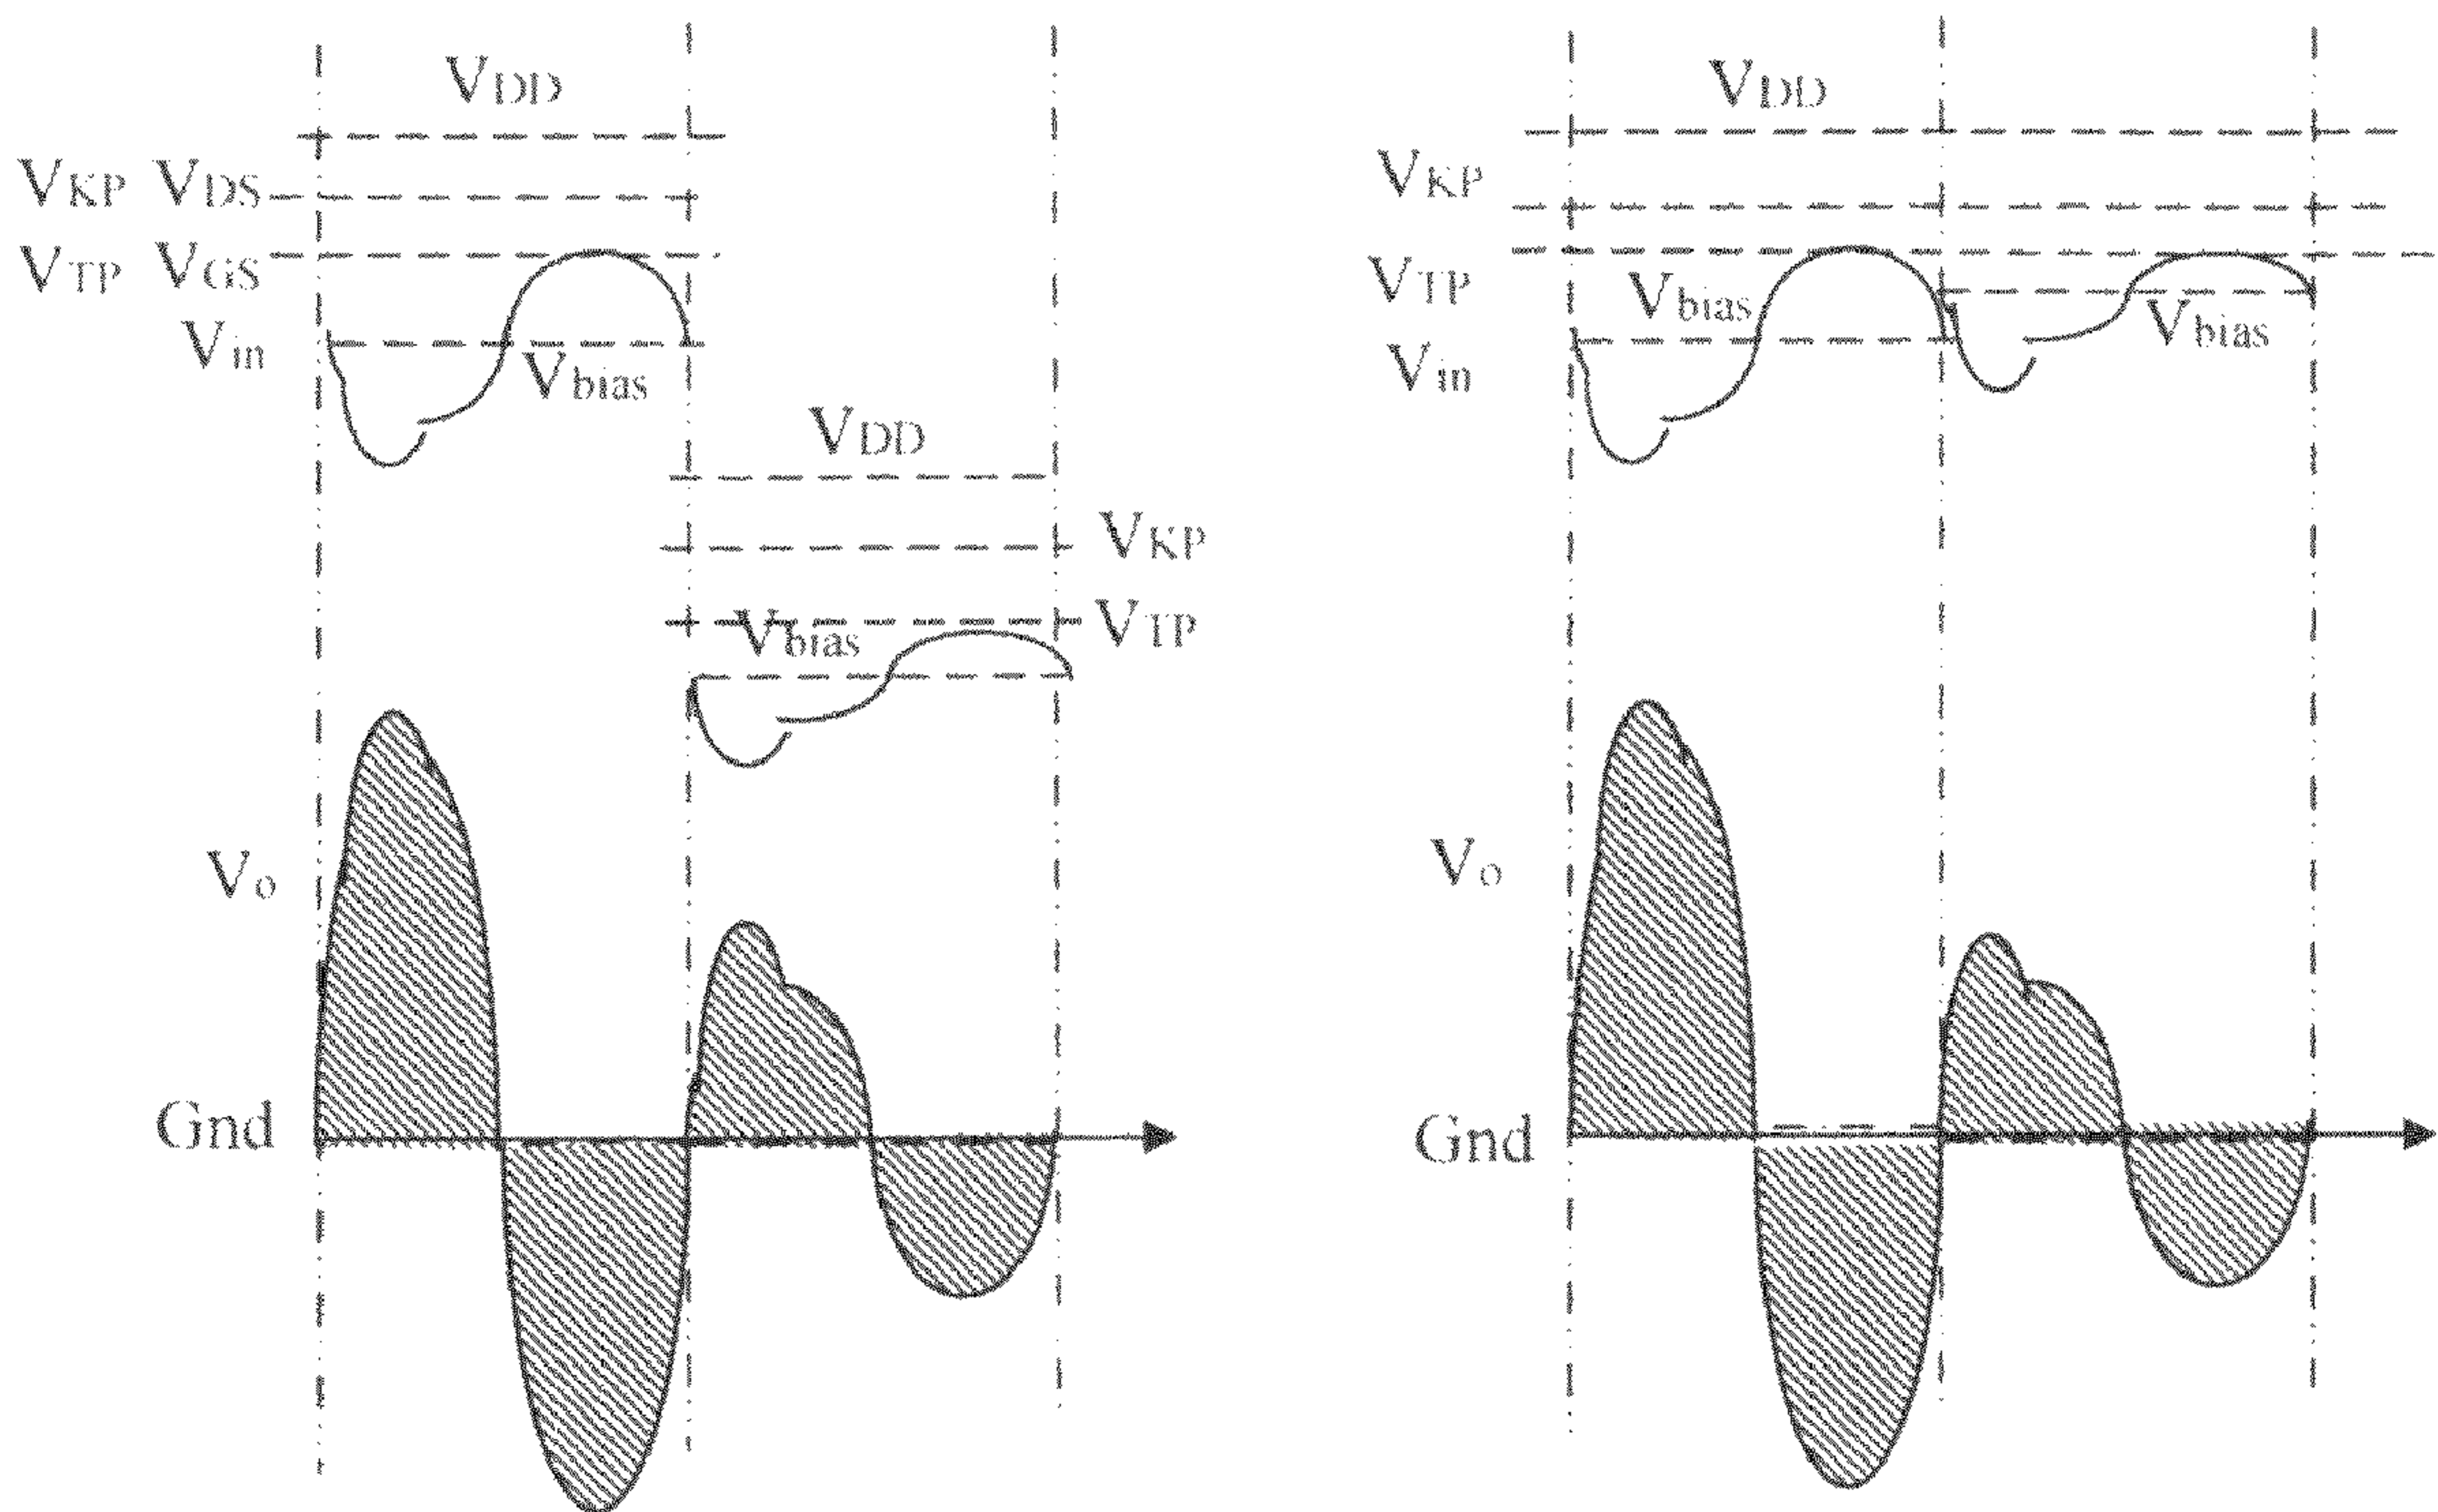 VDD
VKP VDS
VTP VGS
Vin
Vbias
VDD
VKP
VTP
Vbias
Vo
Gnd
VDD
VKP
VTP
Vbias
Vbias
Vin
Vo
Gnd